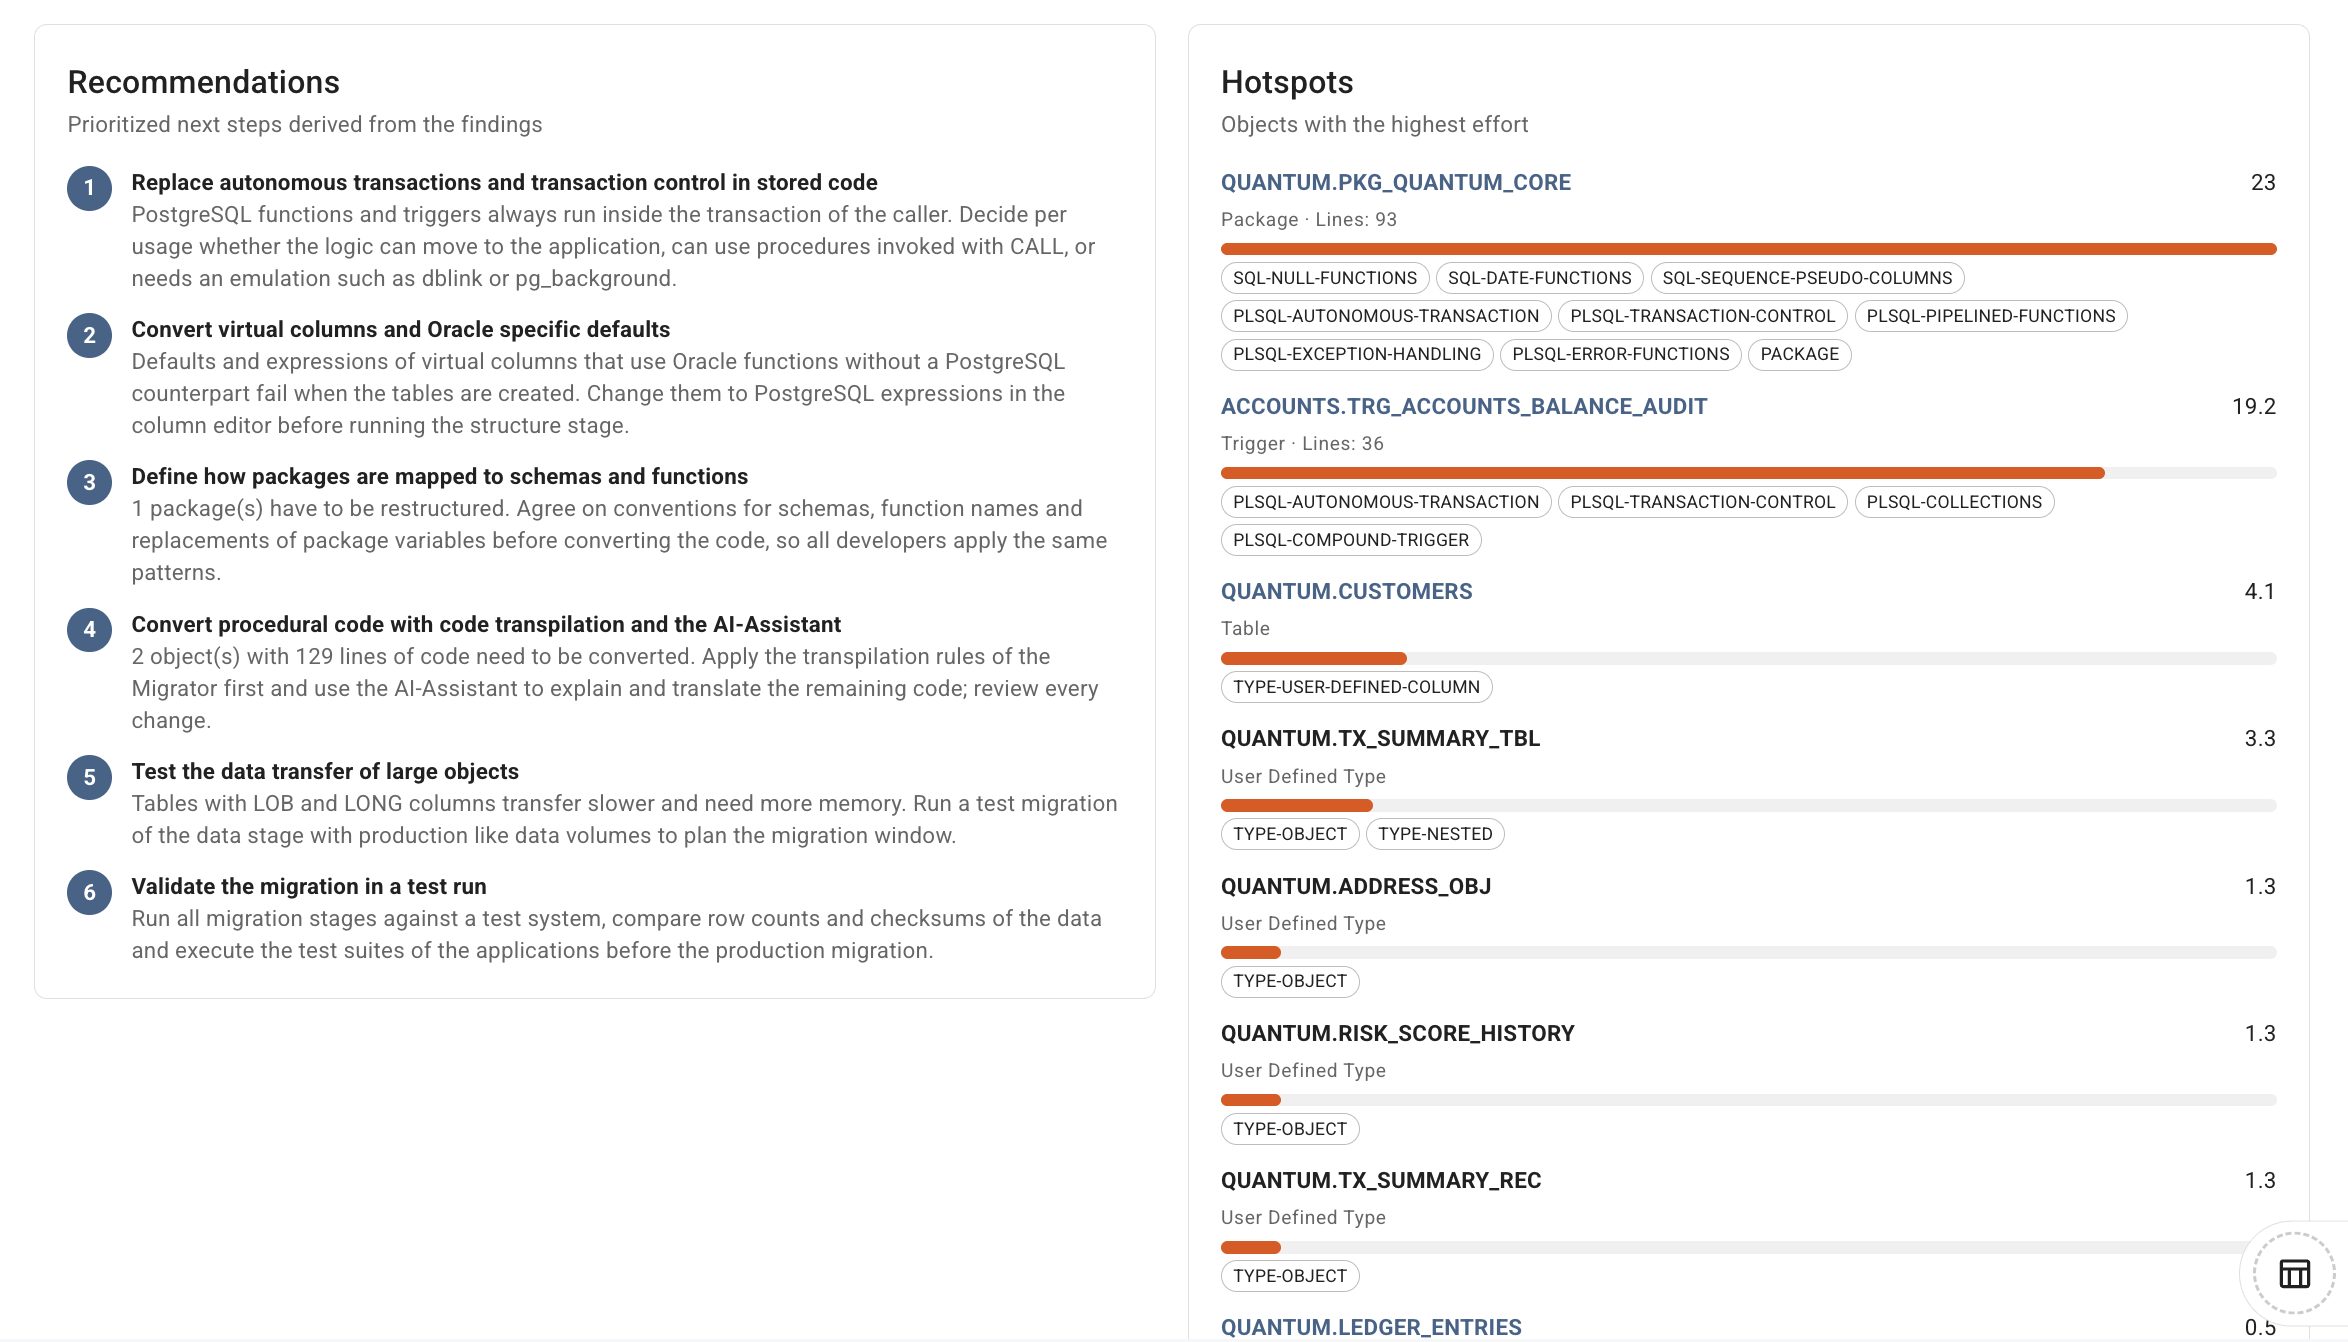 Recommendations
Prioritized next steps derived from the findings
1
Replace autonomous transactions and transaction control in stored code
PostgreSQL functions and triggers always run inside the transaction of the caller. Decide per
usage whether the logic can move to the application, can use procedures invoked with CALL, or
needs an emulation such as dblink or pg_background.
2
Convert virtual columns and Oracle specific defaults
Defaults and expressions of virtual columns that use Oracle functions without a PostgreSQL
counterpart fail when the tables are created. Change them to PostgreSQL expressions in the
column editor before running the structure stage.
3
Define how packages are mapped to schemas and functions
1 package(s) have to be restructured. Agree on conventions for schemas, function names and
replacements of package variables before converting the code, so all developers apply the same
patterns.
4
Convert procedural code with code transpilation and the AI-Assistant
2 object(s) with 129 lines of code need to be converted. Apply the transpilation rules of the
Migrator first and use the AI-Assistant to explain and translate the remaining code; review every
change.
5
Test the data transfer of large objects
Tables with LOB and LONG columns transfer slower and need more memory. Run a test migration
of the data stage with production like data volumes to plan the migration window.
6
Validate the migration in a test run
Run all migration stages against a test system, compare row counts and checksums of the data
and execute the test suites of the applications before the production migration.
Hotspots
Objects with the highest effort
QUANTUM.PKG_QUANTUM_CORE 23
Package · Lines: 93
SQL-NULL-FUNCTIONS SQL-DATE-FUNCTIONS SQL-SEQUENCE-PSEUDO-COLUMNS
PLSQL-AUTONOMOUS-TRANSACTION PLSQL-TRANSACTION-CONTROL PLSQL-PIPELINED-FUNCTIONS
PLSQL-EXCEPTION-HANDLING PLSQL-ERROR-FUNCTIONS PACKAGE
ACCOUNTS.TRG_ACCOUNTS_BALANCE_AUDIT 19.2
Trigger · Lines: 36
PLSQL-AUTONOMOUS-TRANSACTION PLSQL-TRANSACTION-CONTROL PLSQL-COLLECTIONS
PLSQL-COMPOUND-TRIGGER
QUANTUM.CUSTOMERS 4.1
Table
TYPE-USER-DEFINED-COLUMN
QUANTUM.TX_SUMMARY_TBL 3.3
User Defined Type
TYPE-OBJECT TYPE-NESTED
QUANTUM.ADDRESS_OBJ 1.3
User Defined Type
TYPE-OBJECT
QUANTUM.RISK_SCORE_HISTORY 1.3
User Defined Type
TYPE-OBJECT
QUANTUM.TX_SUMMARY_REC 1.3
User Defined Type
TYPE-OBJECT
QUANTUM.LEDGER_ENTRIES 0.5